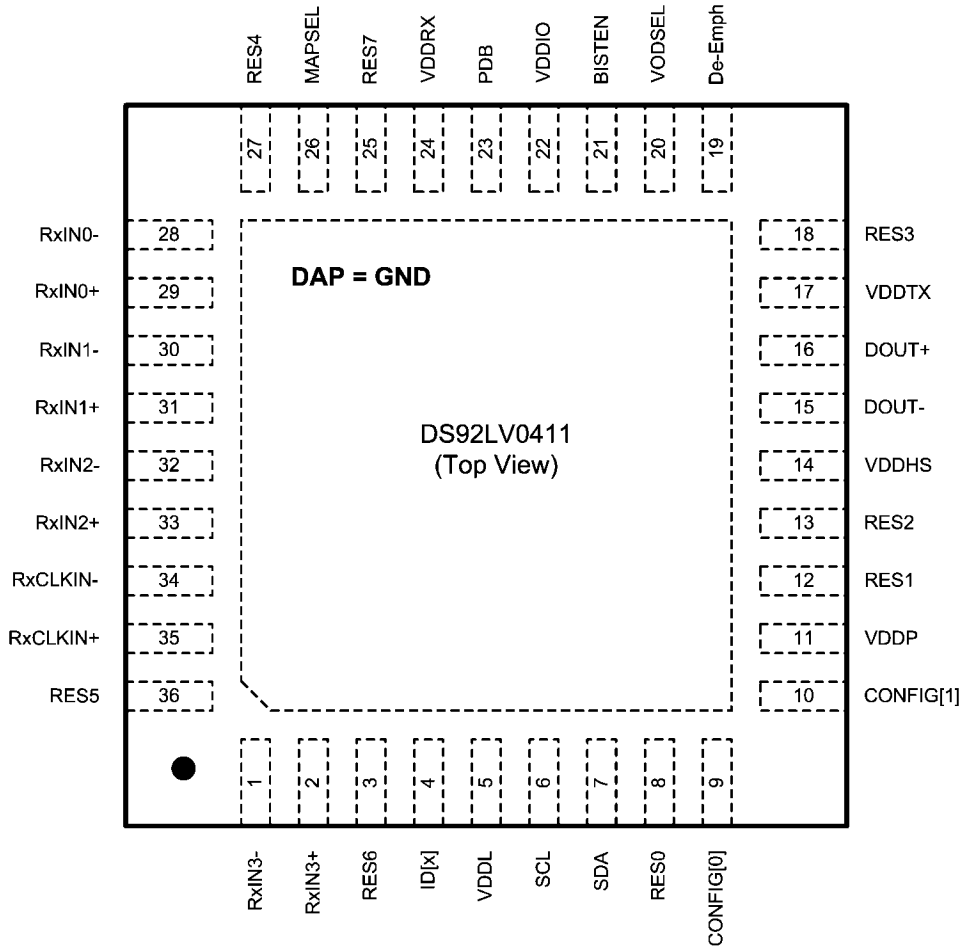 RES4
MAPSEL
RES7
VDDRX
PDB
VDDIO
BISTEN
VODSEL
De-Emph
27
26
25
24
23
22
21
20
19
RxIN0- 28
RxIN0+ 29
RxIN1- 30
RxIN1+ 31
RxIN2- 32
RxIN2+ 33
RxCLKIN- 34
RxCLKIN+ 35
RES5 36
DAP = GND
DS92LV0411
(Top View)
18 RES3
17 VDDTX
16 DOUT+
15 DOUT-
14 VDDHS
13 RES2
12 RES1
11 VDDP
10 CONFIG[1]
1
2
3
4
5
6
7
8
9
RxIN3-
RxIN3+
RES6
ID[x]
VDDL
SCL
SDA
RES0
CONFIG[0]